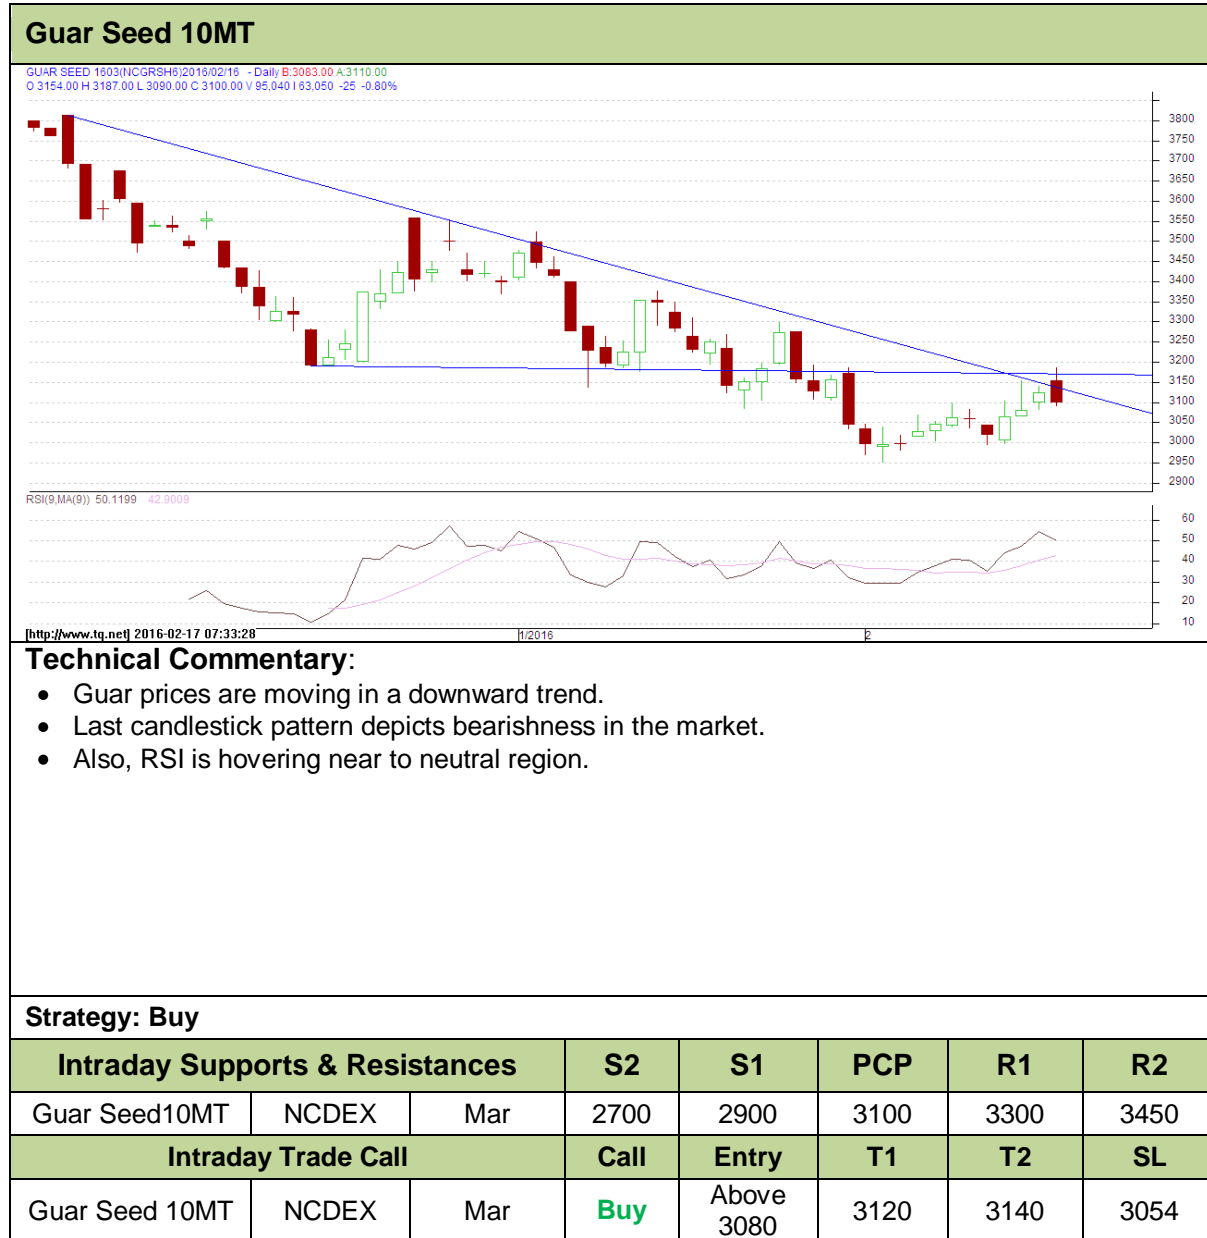 Guar Seed 10MT
GUAR SEED 1603(NCGRSH6)2016/02/16 - Daily B:3083.00 A:3110.00
O 3154.00 H 3187.00 L 3090.00 C 3100.00 V 95,040 I 63,050 -25 -0.80%
3800
3750
3700
3650
3600
3550
3500
3450
3400
3350
3300
3250
3200
3150
3100
3050
3000
2950
2900
RSI(9,MA(9)) 50.1199 42.9009
60
50
40
30
20
10
[http://www.tq.net] 2016-02-17 07:33:28 1/2016 2
Technical Commentary:
• Guar prices are moving in a downward trend.
• Last candlestick pattern depicts bearishness in the market.
• Also, RSI is hovering near to neutral region.
Strategy: Buy
Intraday Supports & Resistances S2 S1 PCP R1 R2
Guar Seed10MT NCDEX Mar 2700 2900 3100 3300 3450
Intraday Trade Call Call Entry T1 T2 SL
Guar Seed 10MT NCDEX Mar Buy Above 3080 3120 3140 3054